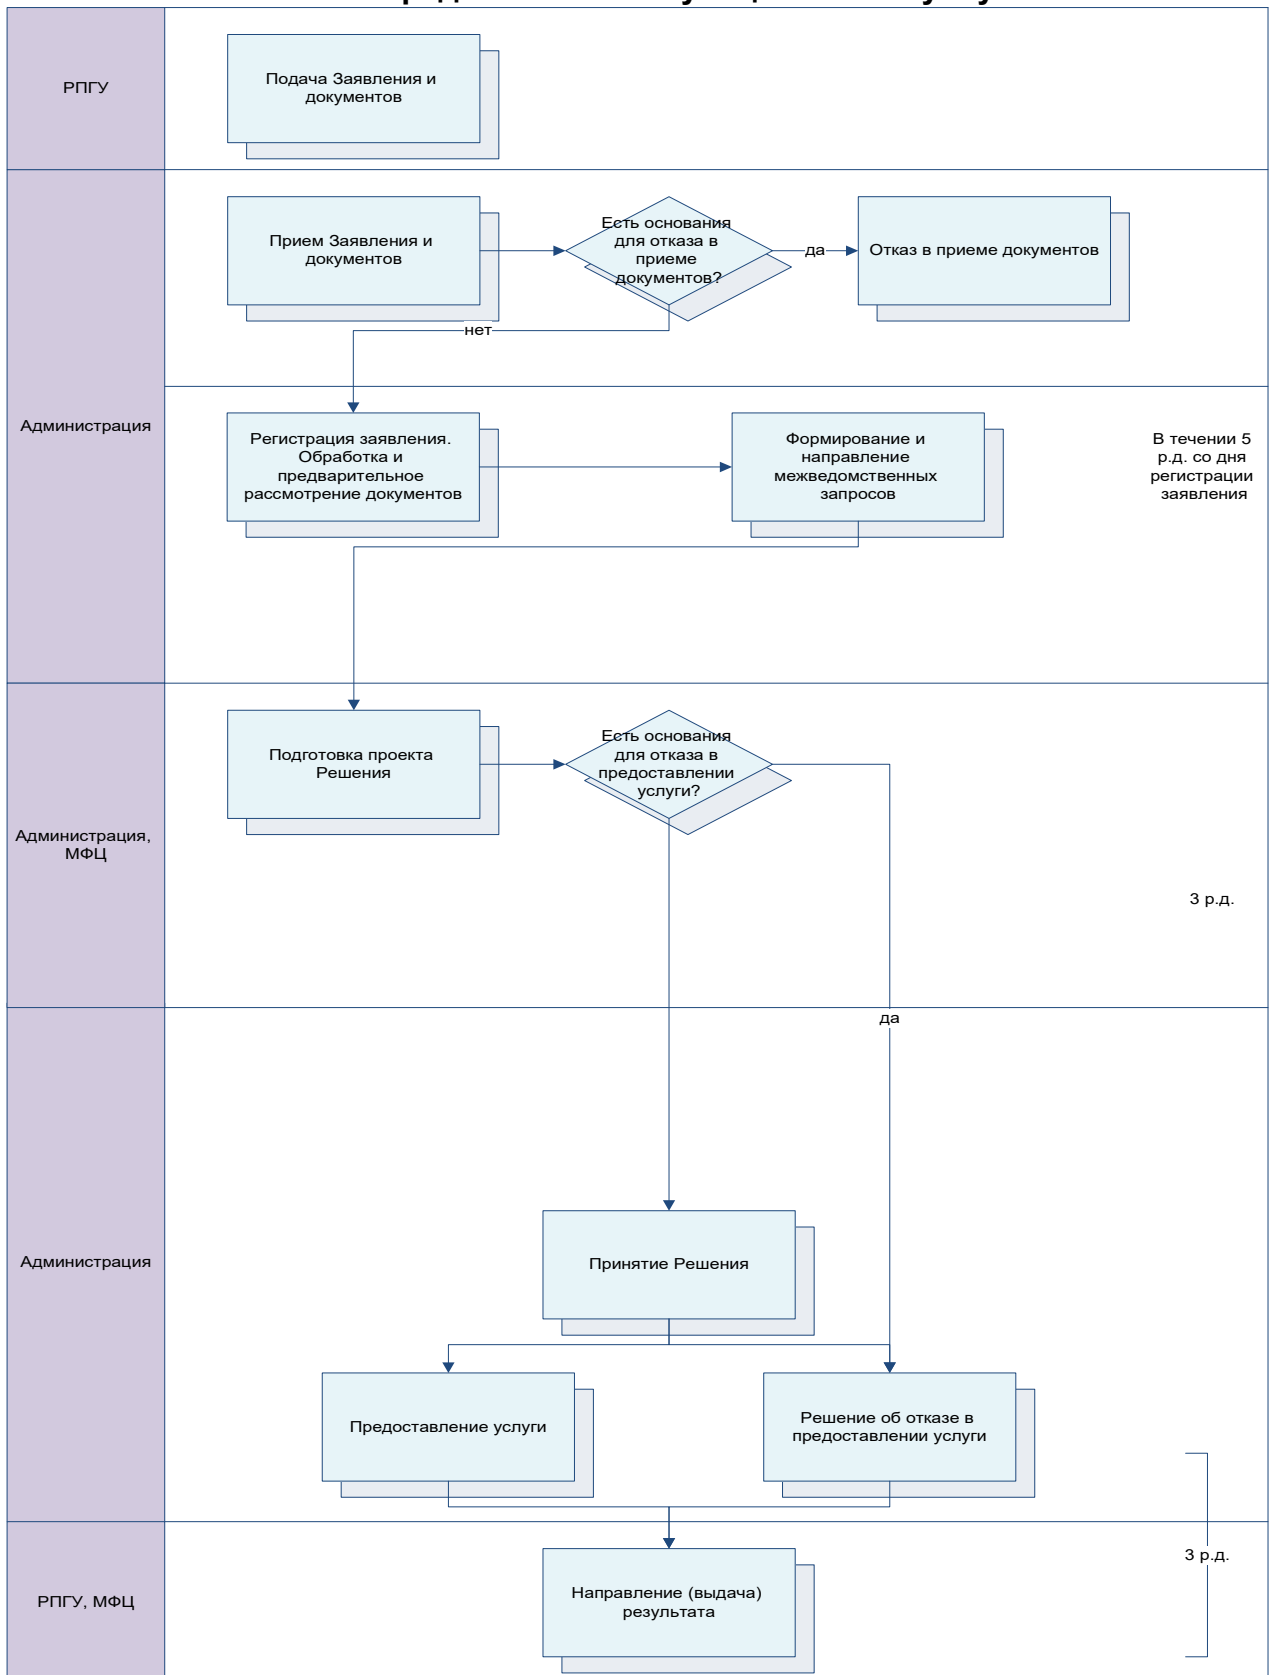 РПГУ
Подача Заявления и
документов
Администрация
Прием Заявления и
документов
Есть основания
для отказа в
приеме
документов?
да
Отказ в приеме документов
нет
Регистрация заявления.
Обработка и
предварительное
рассмотрение документов
Формирование и
направление
межведомственных
запросов
В течении 5
р.д. со дня
регистрации
заявления
Администрация,
МФЦ
Подготовка проекта
Решения
Есть основания
для отказа в
предоставлении
услуги?
3 р.д.
да
Администрация
Принятие Решения
Предоставление услуги
Решение об отказе в
предоставлении услуги
3 р.д.
РПГУ, МФЦ
Направление (выдача)
результата